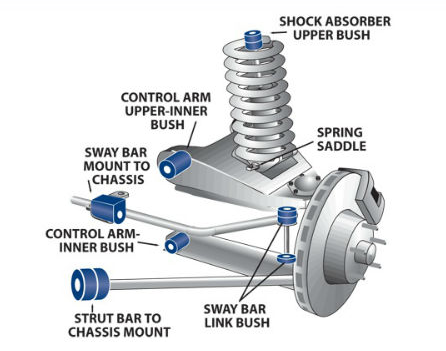 SHOCK ABSORBER
UPPER BUSH
CONTROL ARM
UPPER-INNER
BUSH
SPRING
SADDLE
SWAY BAR
MOUNT TO
CHASSIS
CONTROL ARM-
INNER BUSH
SWAY BAR
LINK BUSH
STRUT BAR TO
CHASSIS MOUNT